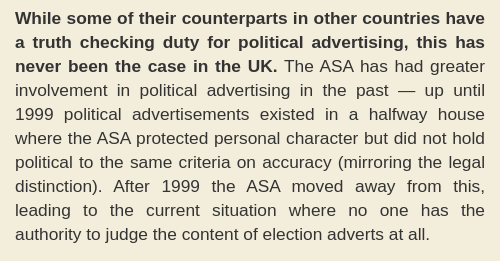 While some of their counterparts in other countries have
a truth checking duty for political advertising, this has
never been the case in the UK. The ASA has had greater
involvement in political advertising in the past — up until
1999 political advertisements existed in a halfway house
where the ASA protected personal character but did not hold
political to the same criteria on accuracy (mirroring the legal
distinction). After 1999 the ASA moved away from this,
leading to the current situation where no one has the
authority to judge the content of election adverts at all.